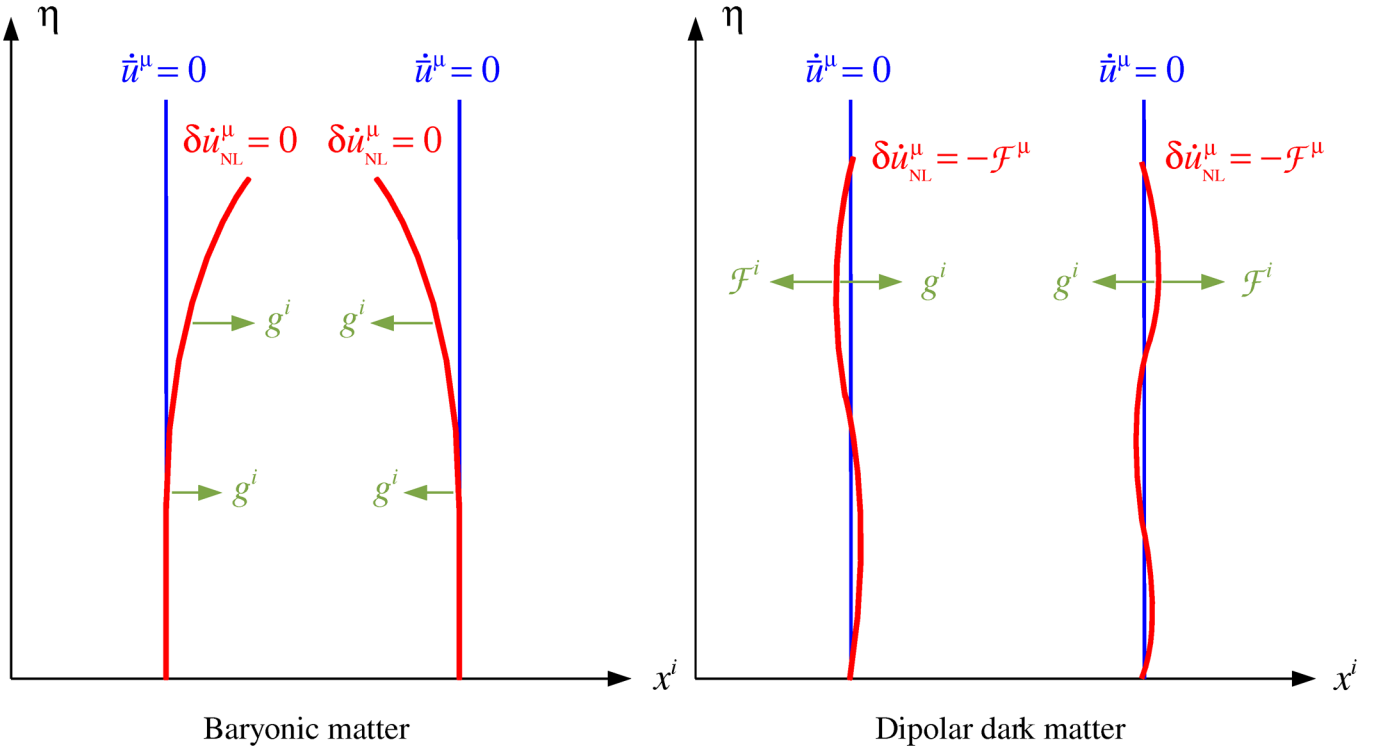 η
η
u̅̇^μ = 0
u̅̇^μ = 0
u̅̇^μ = 0
u̅̇^μ = 0
δu̇^μ_NL = 0
δu̇^μ_NL = 0
δu̇^μ_NL = −ℱ^μ
δu̇^μ_NL = −ℱ^μ
ℱ^i
g^i
g^i
ℱ^i
g^i
g^i
g^i
g^i
x^i
x^i
Baryonic matter
Dipolar dark matter